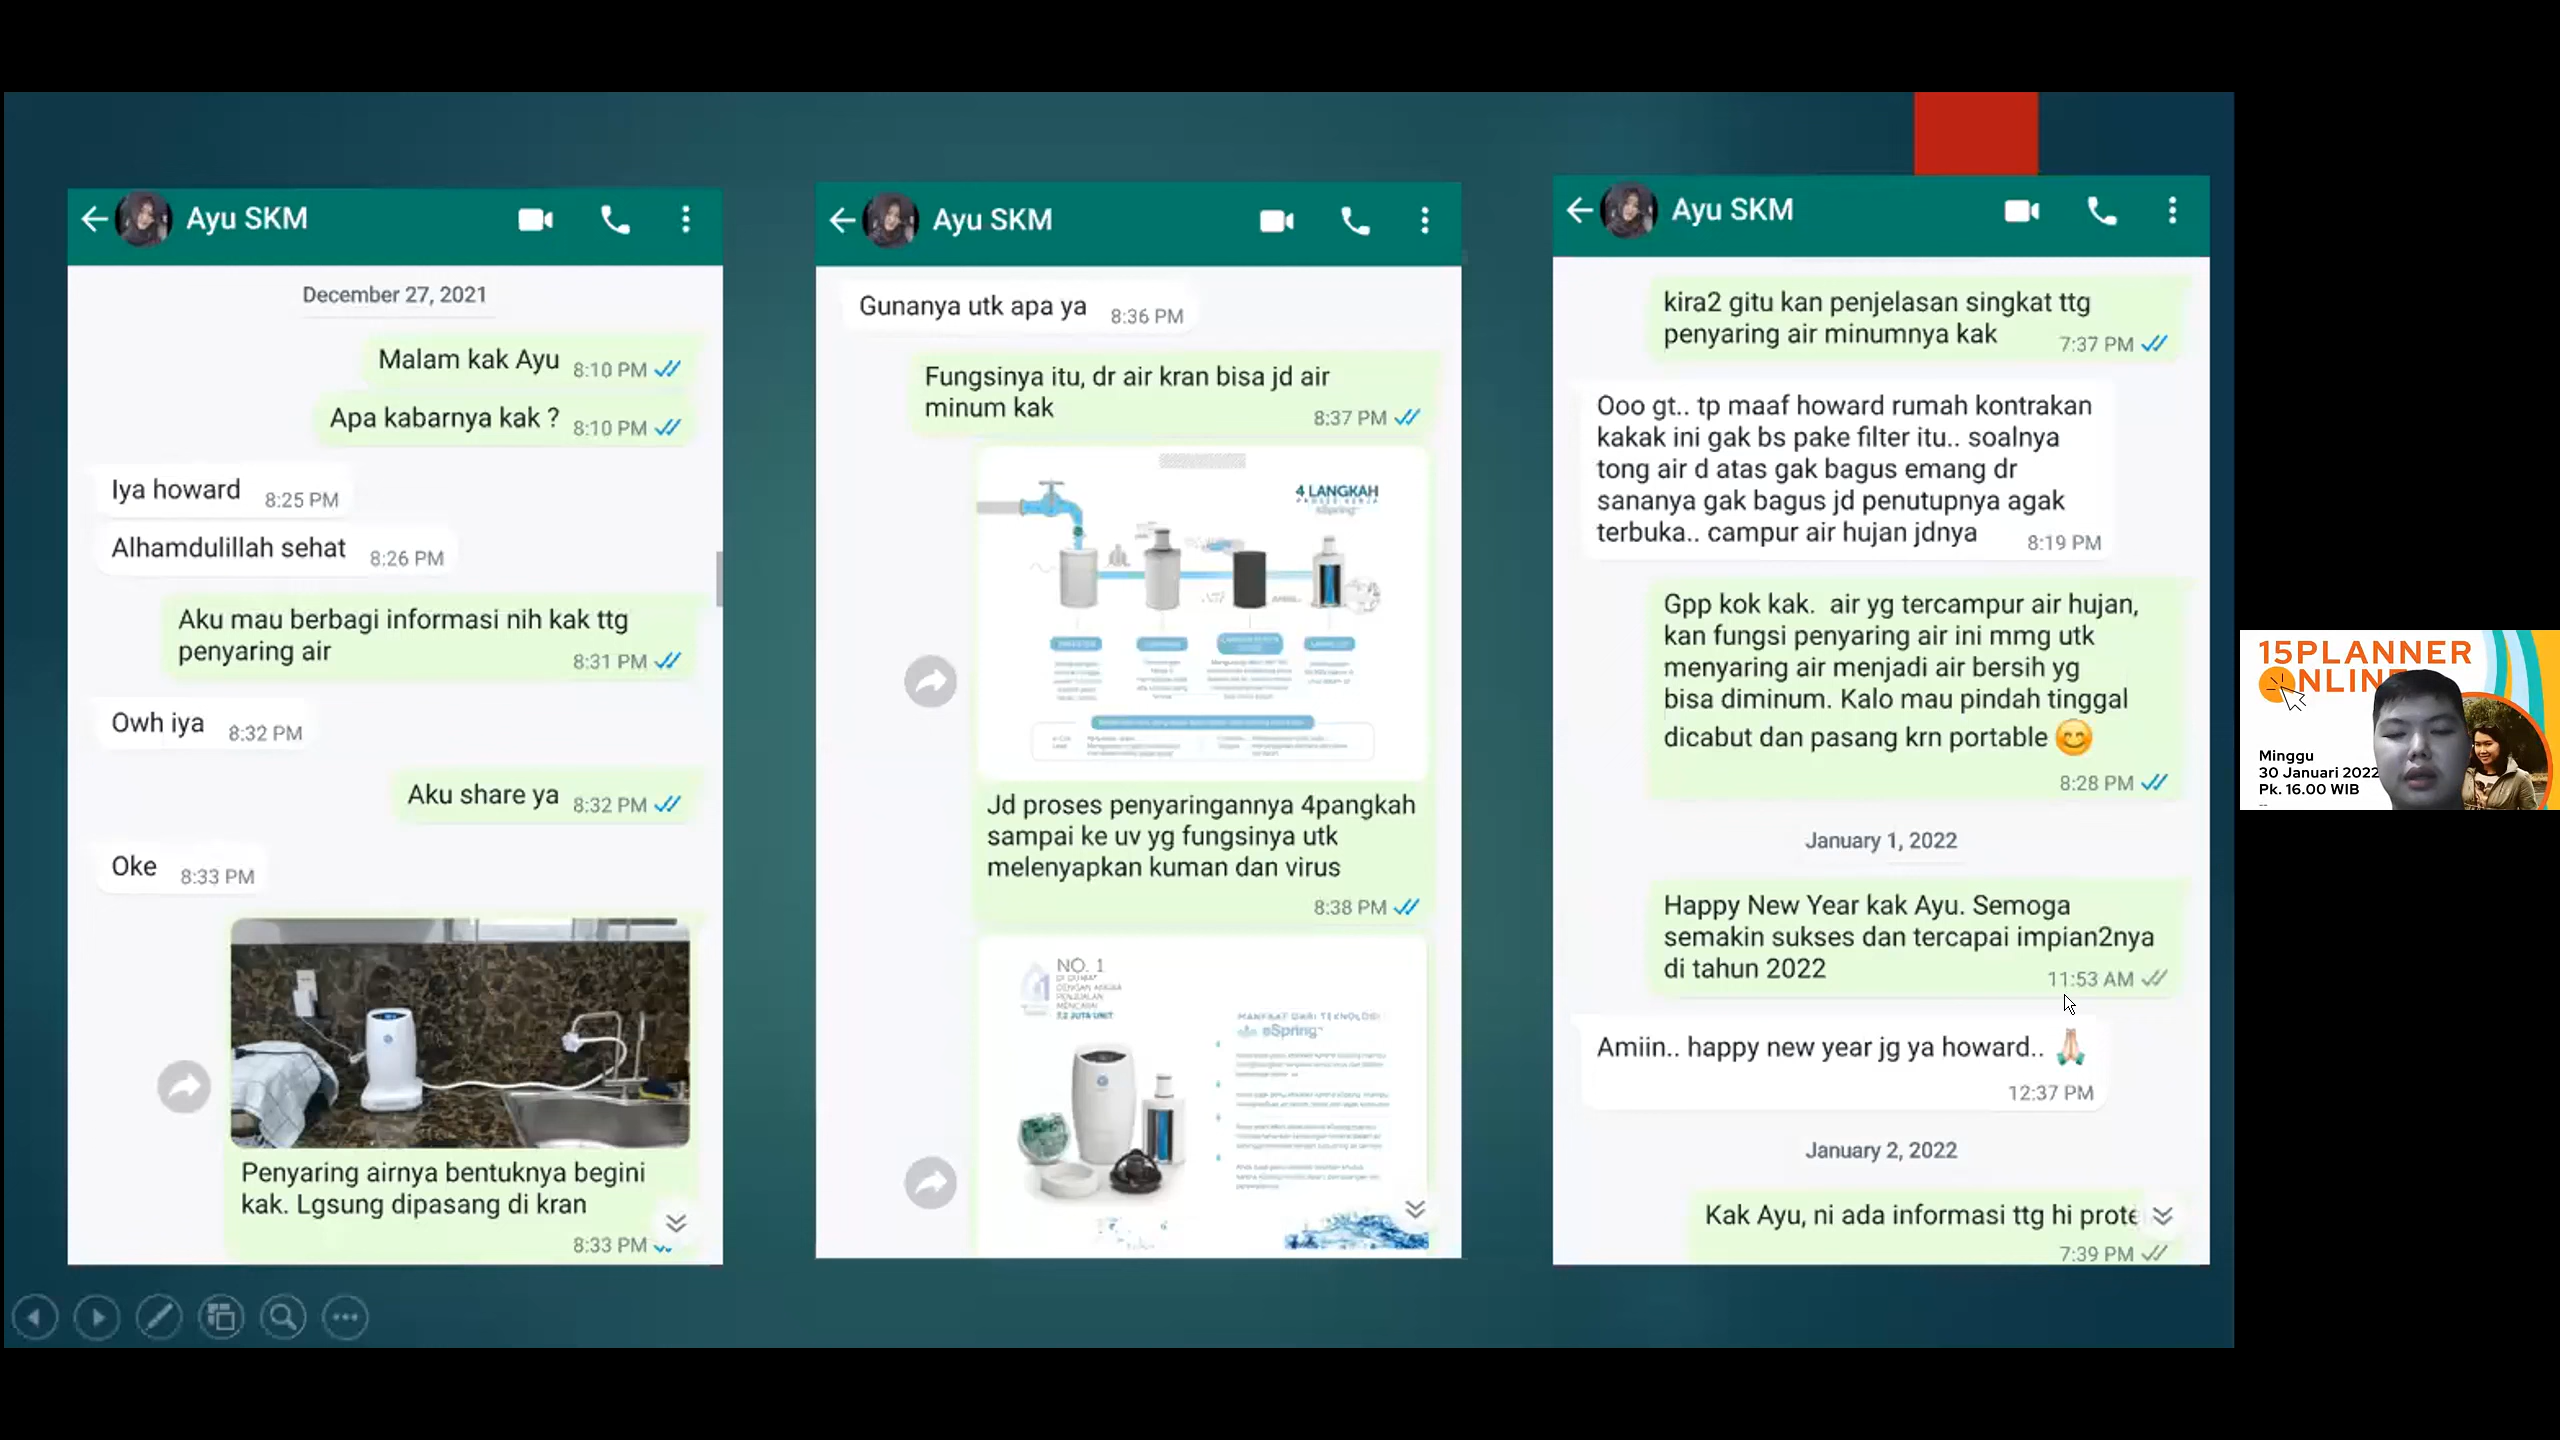 Ayu SKM
December 27, 2021
Malam kak Ayu 8:10 PM
Apa kabarnya kak ? 8:10 PM
Iya howard 8:25 PM
Alhamdulillah sehat 8:26 PM
Aku mau berbagi informasi nih kak ttg
penyaring air 8:31 PM
Owh iya 8:32 PM
Aku share ya 8:32 PM
Oke 8:33 PM
Penyaring airnya bentuknya begini
kak. Lgsung dipasang di kran
8:33 PM
Ayu SKM
Gunanya utk apa ya 8:36 PM
Fungsinya itu, dr air kran bisa jd air
minum kak 8:37 PM
4 LANGKAH
PROSES KERJA
eSpring
Jd proses penyaringannya 4pangkah
sampai ke uv yg fungsinya utk
melenyapkan kuman dan virus
8:38 PM
NO. 1
DI DUNIA
DENGAN ANGKA
PENJUALAN
MENCAPAI
MANFAAT DARI TEKNOLOGI
eSpring
Ayu SKM
kira2 gitu kan penjelasan singkat ttg
penyaring air minumnya kak 7:37 PM
Ooo gt.. tp maaf howard rumah kontrakan
kakak ini gak bs pake filter itu.. soalnya
tong air d atas gak bagus emang dr
sananya gak bagus jd penutupnya agak
terbuka.. campur air hujan jdnya 8:19 PM
Gpp kok kak. air yg tercampur air hujan,
kan fungsi penyaring air ini mmg utk
menyaring air menjadi air bersih yg
bisa diminum. Kalo mau pindah tinggal
dicabut dan pasang krn portable 😊
8:28 PM
January 1, 2022
Happy New Year kak Ayu. Semoga
semakin sukses dan tercapai impian2nya
di tahun 2022 11:53 AM
Amiin.. happy new year jg ya howard.. 🙏🏻
12:37 PM
January 2, 2022
Kak Ayu, ni ada informasi ttg hi prote
7:39 PM
15PLANNER
ONLINE
Minggu
30 Januari 2022
Pk. 16.00 WIB